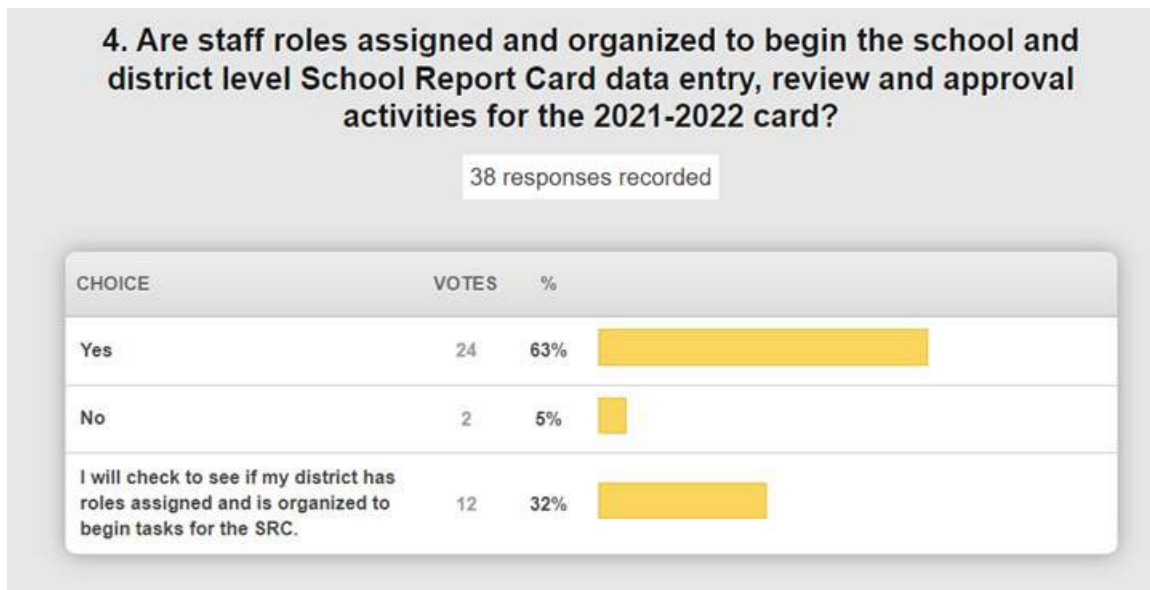 4. Are staff roles assigned and organized to begin the school and
district level School Report Card data entry, review and approval
activities for the 2021-2022 card?
38 responses recorded
CHOICE VOTES %
Yes 24 63%
No 2 5%
I will check to see if my district has
roles assigned and is organized to 12 32%
begin tasks for the SRC.